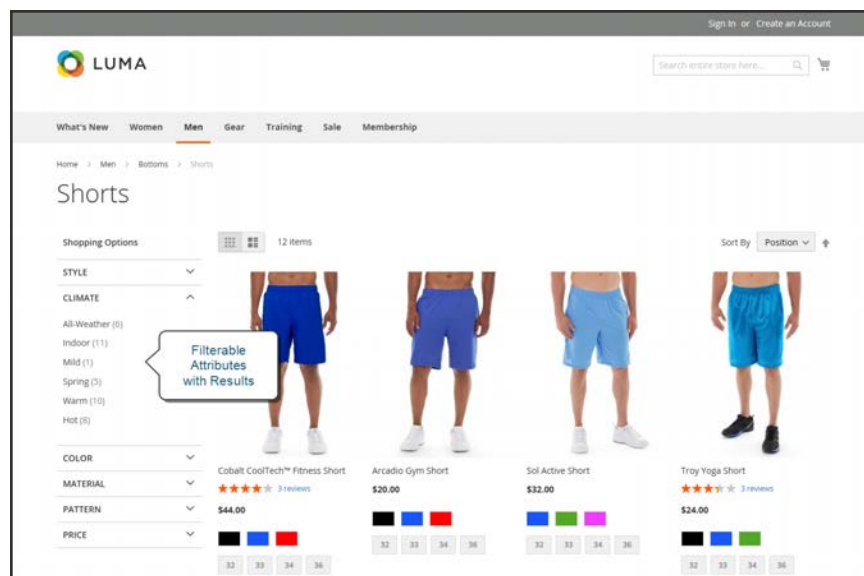 Sign In or Create an Account
LUMA
Search entire store here...
What's New Women Men Gear Training Sale Membership
Home > Men > Bottoms > Shorts
Shorts
Shopping Options
12 items
Sort By Position
STYLE
CLIMATE
All-Weather (6)
Indoor (11)
Mild (1)
Spring (5)
Warm (10)
Hot (8)
Filterable
Attributes
with Results
COLOR
MATERIAL
PATTERN
PRICE
Cobalt CoolTech™ Fitness Short
3 reviews
$44.00
32 33 34 36
Arcadio Gym Short
$20.00
32 33 34 36
Sol Active Short
$32.00
32 33 34 36
Troy Yoga Short
3 reviews
$24.00
32 33 34 36